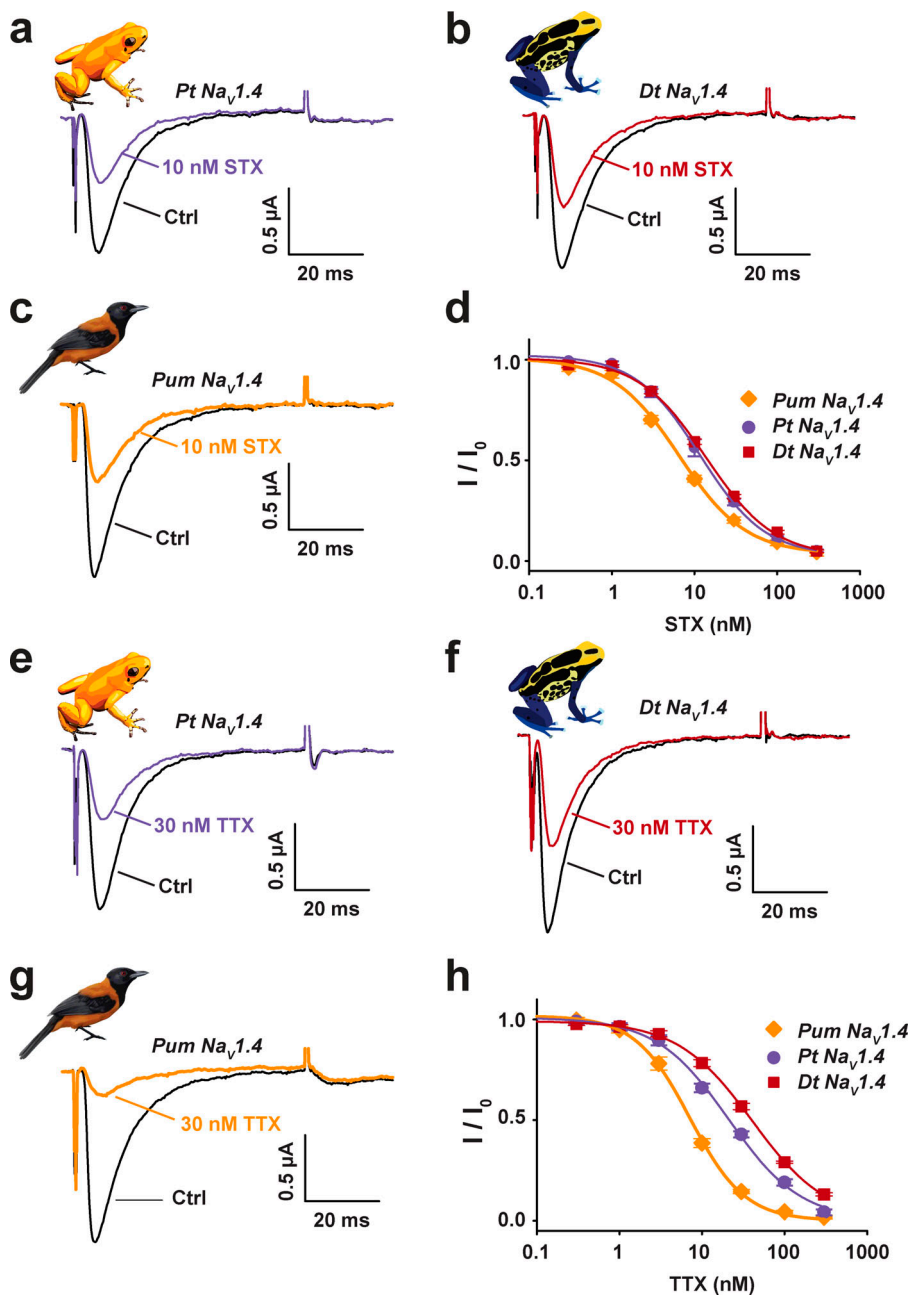 a
Pt NaV1.4
10 nM STX
Ctrl
0.5 µA
20 ms
b
Dt NaV1.4
10 nM STX
Ctrl
0.5 µA
20 ms
c
Pum NaV1.4
10 nM STX
Ctrl
0.5 µA
20 ms
d
1.0
0.5
0.0
I / I0
Pum NaV1.4
Pt NaV1.4
Dt NaV1.4
0.1 1 10 100 1000
STX (nM)
e
Pt NaV1.4
30 nM TTX
Ctrl
0.5 µA
20 ms
f
Dt NaV1.4
30 nM TTX
Ctrl
0.5 µA
20 ms
g
Pum NaV1.4
30 nM TTX
Ctrl
0.5 µA
20 ms
h
1.0
0.5
0.0
I / I0
Pum NaV1.4
Pt NaV1.4
Dt NaV1.4
0.1 1 10 100 1000
TTX (nM)